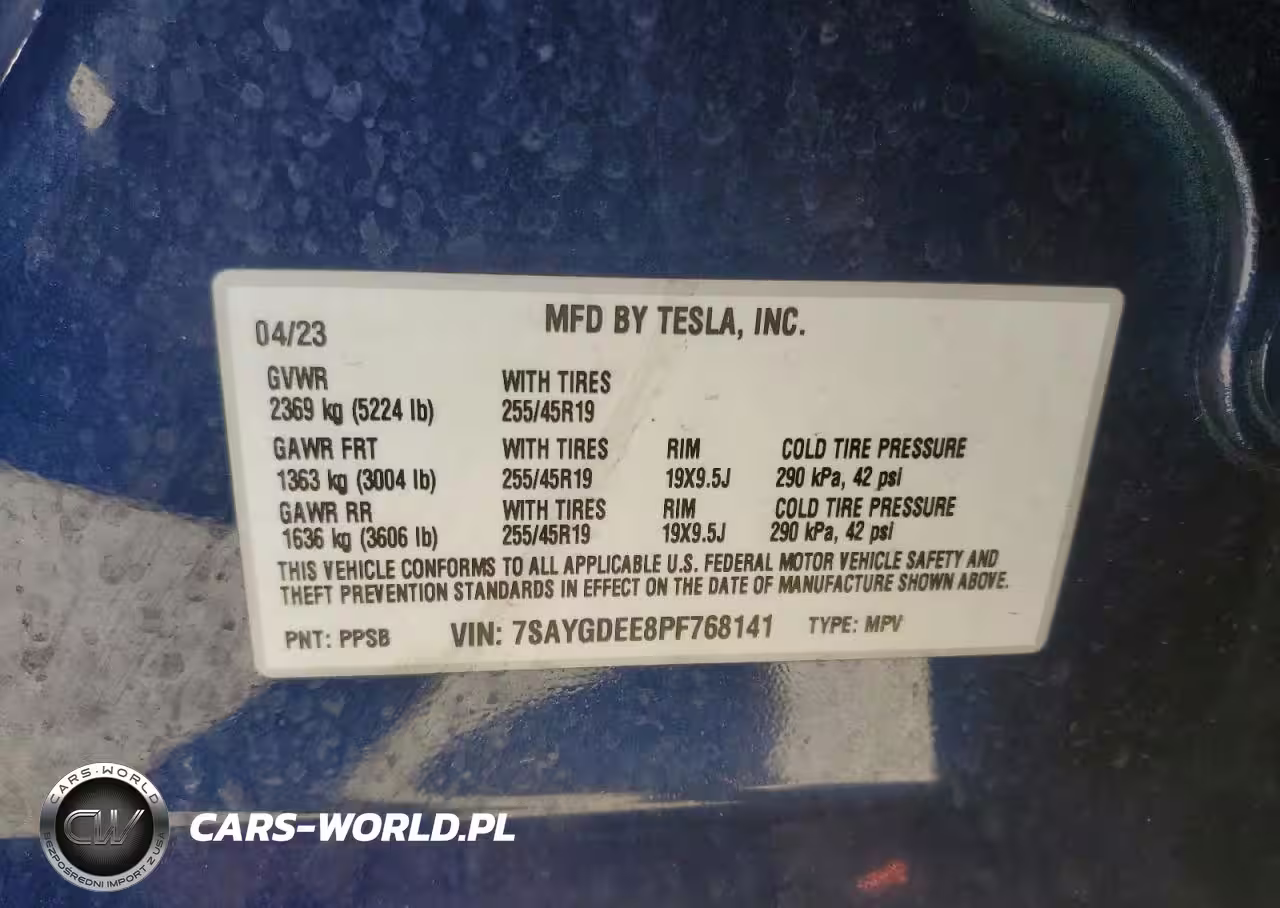 04/23 MFD BY TESLA, INC.
GVWR WITH TIRES
2369 kg (5224 lb) 255/45R19
GAWR FRT WITH TIRES RIM COLD TIRE PRESSURE
1363 kg (3004 lb) 255/45R19 19X9.5J 290 kPa, 42 psi
GAWR RR WITH TIRES RIM COLD TIRE PRESSURE
1636 kg (3606 lb) 255/45R19 19X9.5J 290 kPa, 42 psi
THIS VEHICLE CONFORMS TO ALL APPLICABLE U.S. FEDERAL MOTOR VEHICLE SAFETY AND
THEFT PREVENTION STANDARDS IN EFFECT ON THE DATE OF MANUFACTURE SHOWN ABOVE.
PNT: PPSB VIN: 7SAYGDEE8PF768141 TYPE: MPV
CARS·WORLD
CW
BEZPOŚREDNI IMPORT Z USA
CARS-WORLD.PL